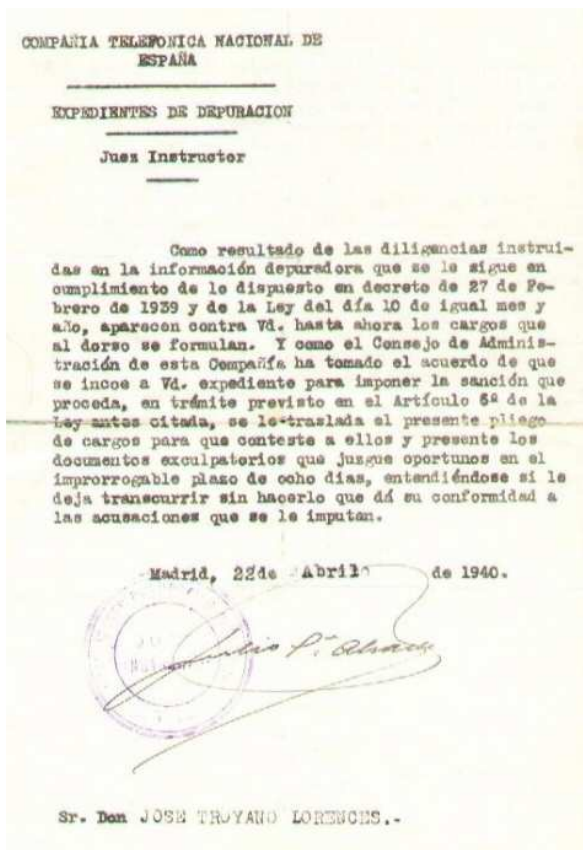 COMPAÑIA TELEFONICA NACIONAL DE
ESPAÑA
EXPEDIENTES DE DEPURACION
Juez Instructor
Como resultado de las diligencias instrui-
das en la información depuradora que se le sigue en
cumplimiento de lo dispuesto en decreto de 27 de Fe-
brero de 1939 y de la Ley del día 10 de igual mes y
año, aparecen contra Vd. hasta ahora los cargos que
al dorso se formulan. Y como el Consejo de Adminis-
tración de esta Compañía ha tomado el acuerdo de que
se incoe a Vd. expediente para imponer la sanción que
proceda, en trámite previsto en el Artículo 5º de la
Ley antes citada, se le traslada el presente pliego
de cargos para que conteste a ellos y presente los
documentos exculpatorios que juzgue oportunos en el
improrrogable plazo de ocho dias, entendiéndose si le
deja transcurrir sin hacerlo que dá su conformidad a
las acusaciones que se le imputan.
Madrid, 22de Abril de 1940.
Julio Pª
Sr. Don JOSE TROYANO LORENCES.-